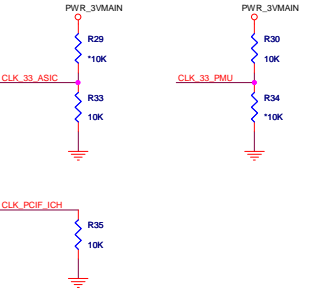 PWR_3VMAIN
R29
*10K
CLK_33_ASIC
R33
10K
PWR_3VMAIN
R30
10K
CLK_33_PMU
R34
*10K
CLK_PCIF_ICH
R35
10K